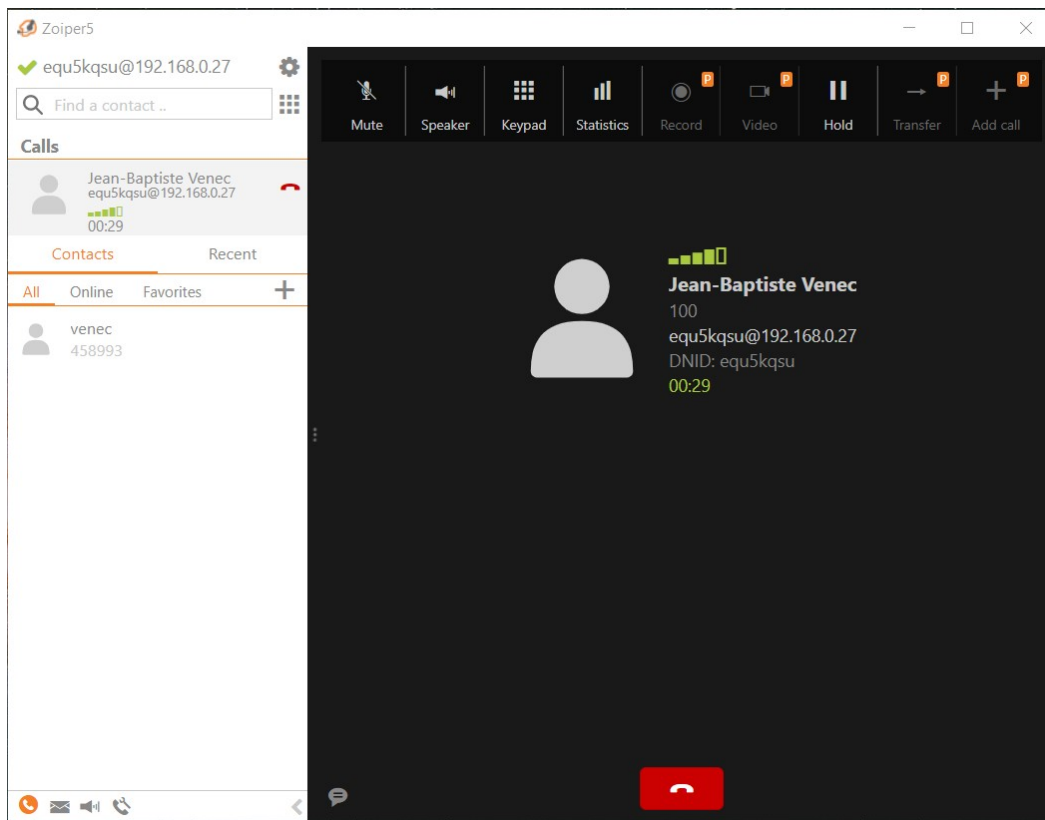 Zoiper5
equ5kqsu@192.168.0.27
Find a contact ..
Calls
Jean-Baptiste Venec
equ5kqsu@192.168.0.27
00:29
Contacts Recent
All Online Favorites
venec
458993
P P P P
Mute Speaker Keypad Statistics Record Video Hold Transfer Add call
Jean-Baptiste Venec
100
equ5kqsu@192.168.0.27
DNID: equ5kqsu
00:29